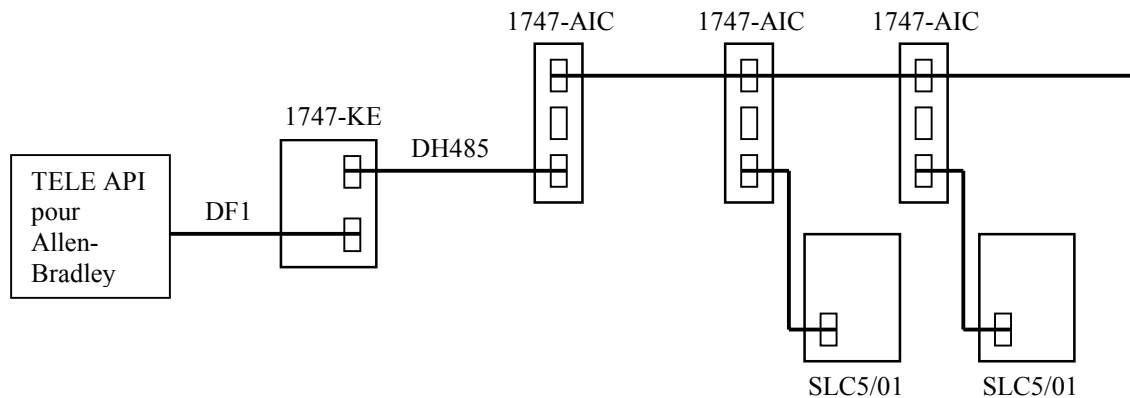 1747-AIC
1747-AIC
1747-AIC
1747-KE
DH485
TELE API
pour
Allen-
Bradley
DF1
SLC5/01
SLC5/01